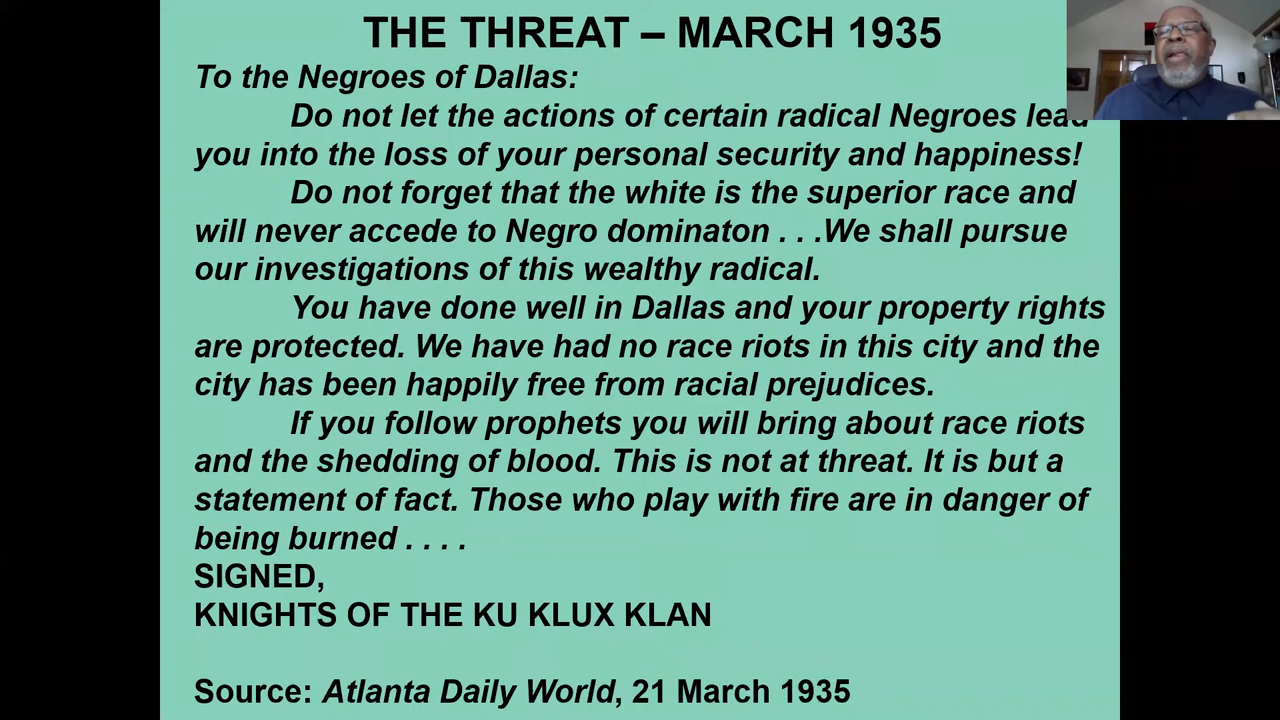 THE THREAT – MARCH 1935
To the Negroes of Dallas:
Do not let the actions of certain radical Negroes lead
you into the loss of your personal security and happiness!
Do not forget that the white is the superior race and
will never accede to Negro dominaton . . .We shall pursue
our investigations of this wealthy radical.
You have done well in Dallas and your property rights
are protected. We have had no race riots in this city and the
city has been happily free from racial prejudices.
If you follow prophets you will bring about race riots
and the shedding of blood. This is not at threat. It is but a
statement of fact. Those who play with fire are in danger of
being burned . . . .
SIGNED,
KNIGHTS OF THE KU KLUX KLAN
Source: Atlanta Daily World, 21 March 1935